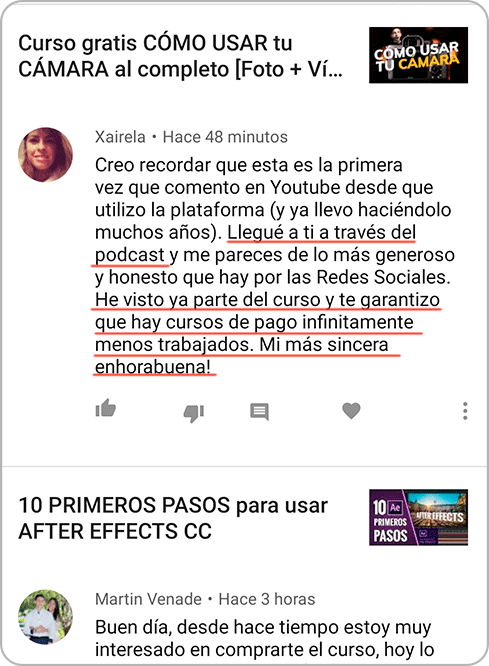 Curso gratis CÓMO USAR tu
CÁMARA al completo [Foto + Ví...
CÓMO USAR
TU CAMARA
Xairela • Hace 48 minutos
Creo recordar que esta es la primera
vez que comento en Youtube desde que
utilizo la plataforma (y ya llevo haciéndolo
muchos años). Llegué a ti a través del
podcast y me pareces de lo más generoso
y honesto que hay por las Redes Sociales.
He visto ya parte del curso y te garantizo
que hay cursos de pago infinitamente
menos trabajados. Mi más sincera
enhorabuena!
10 PRIMEROS PASOS para usar
AFTER EFFECTS CC
10 Ae
PRIMEROS
PASOS
AFTER EFFECTS
Martin Venade • Hace 3 horas
Buen día, desde hace tiempo estoy muy
interesado en comprarte el curso, hoy lo